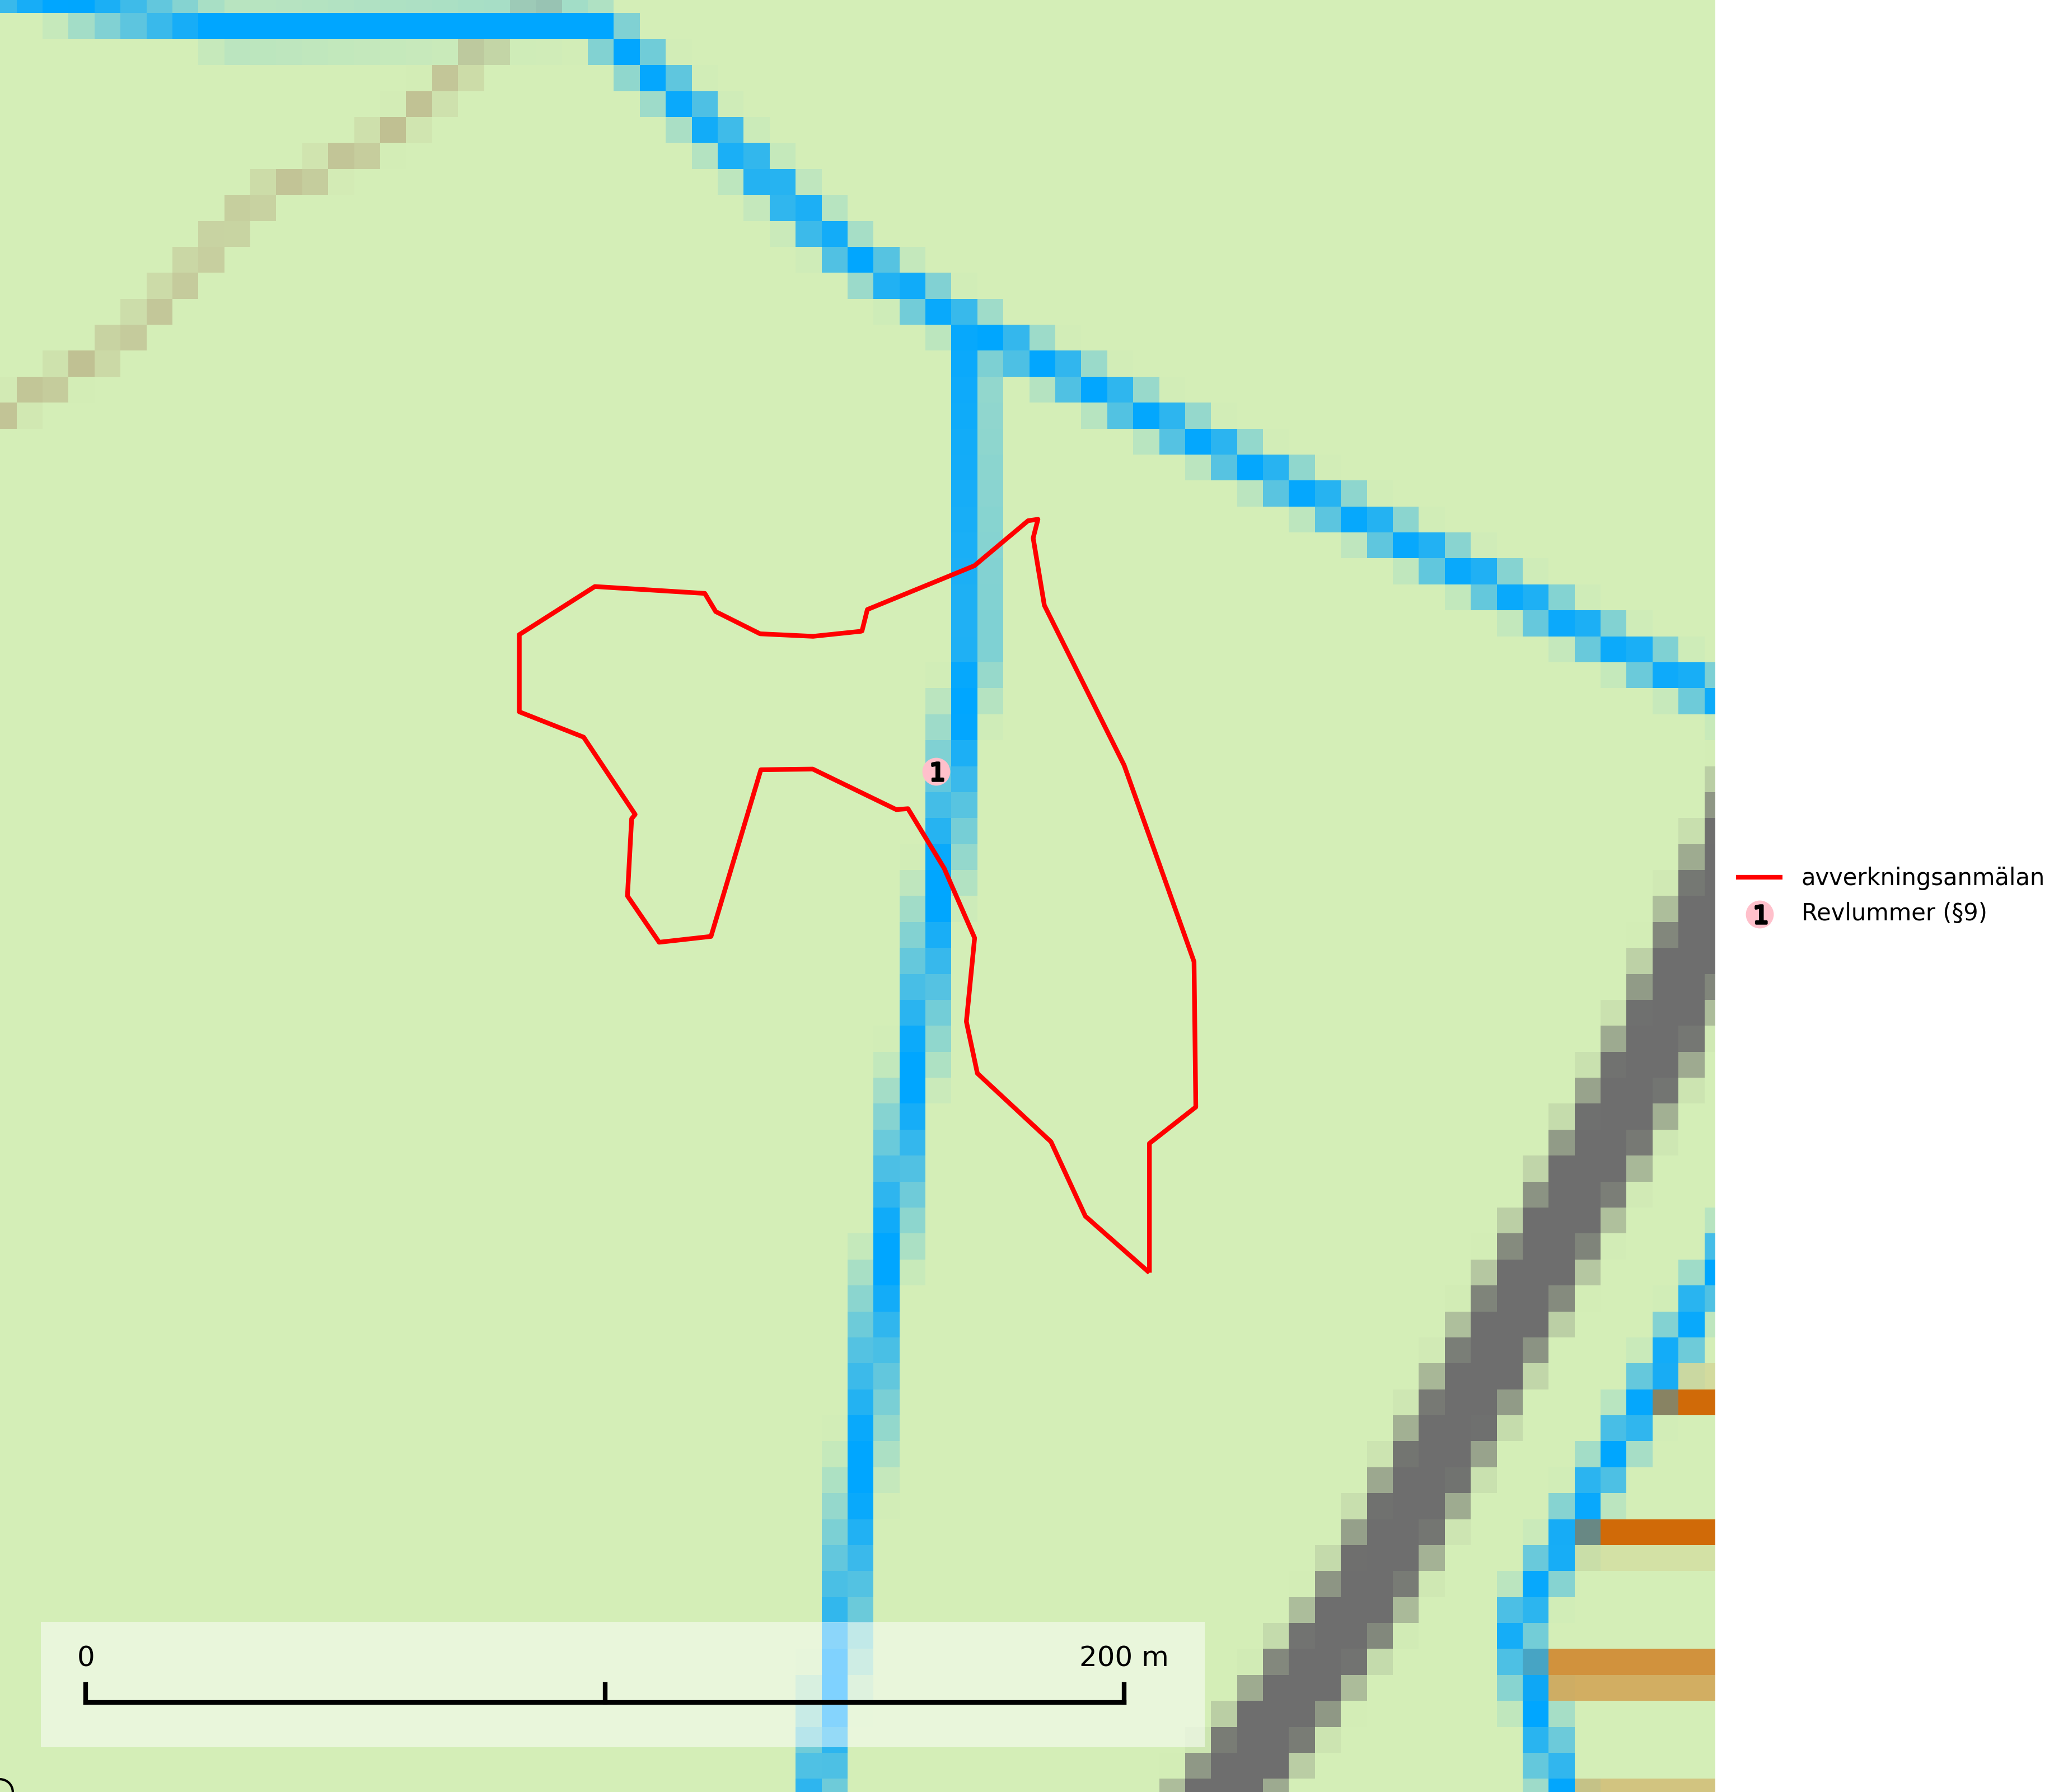 1
avverkningsanmälan
1 Revlummer (§9)
0 200 m